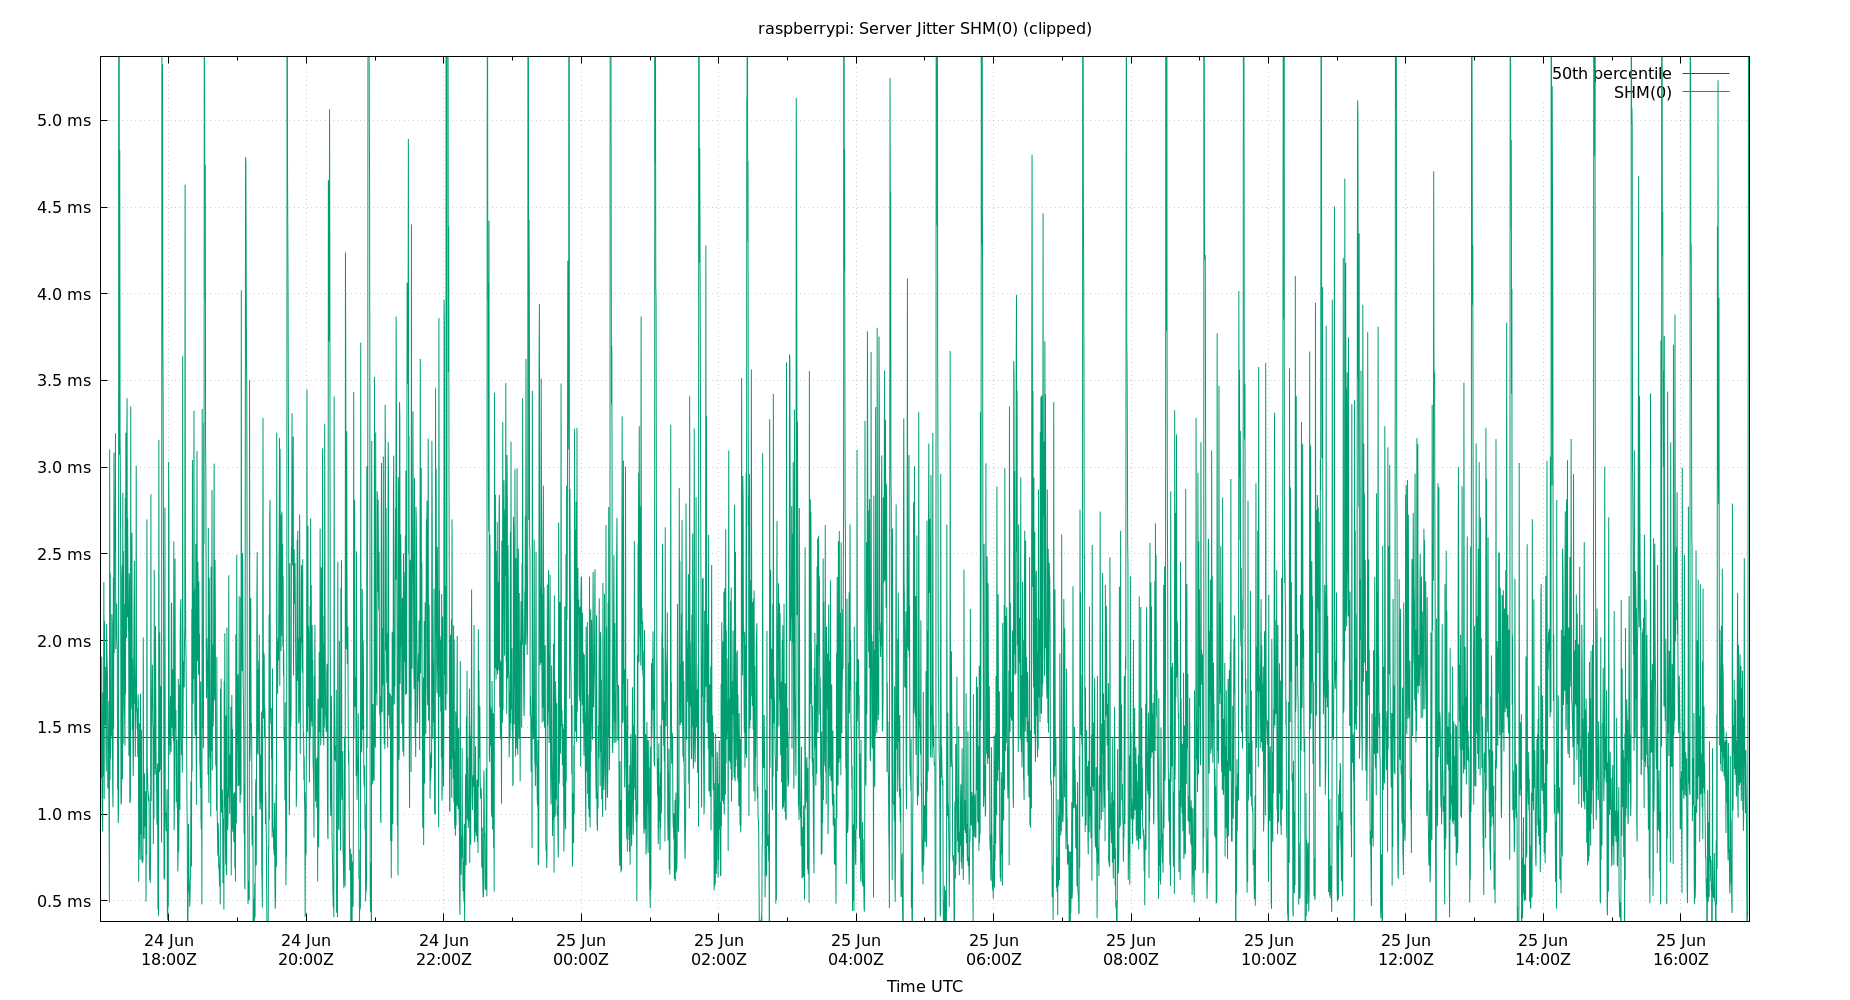 raspberrypi: Server Jitter SHM(0) (clipped)
50th percentile
SHM(0)
5.0 ms
4.5 ms
4.0 ms
3.5 ms
3.0 ms
2.5 ms
2.0 ms
1.5 ms
1.0 ms
0.5 ms
24 Jun 24 Jun 24 Jun 25 Jun 25 Jun 25 Jun 25 Jun 25 Jun 25 Jun 25 Jun 25 Jun 25 Jun
18:00Z 20:00Z 22:00Z 00:00Z 02:00Z 04:00Z 06:00Z 08:00Z 10:00Z 12:00Z 14:00Z 16:00Z
Time UTC